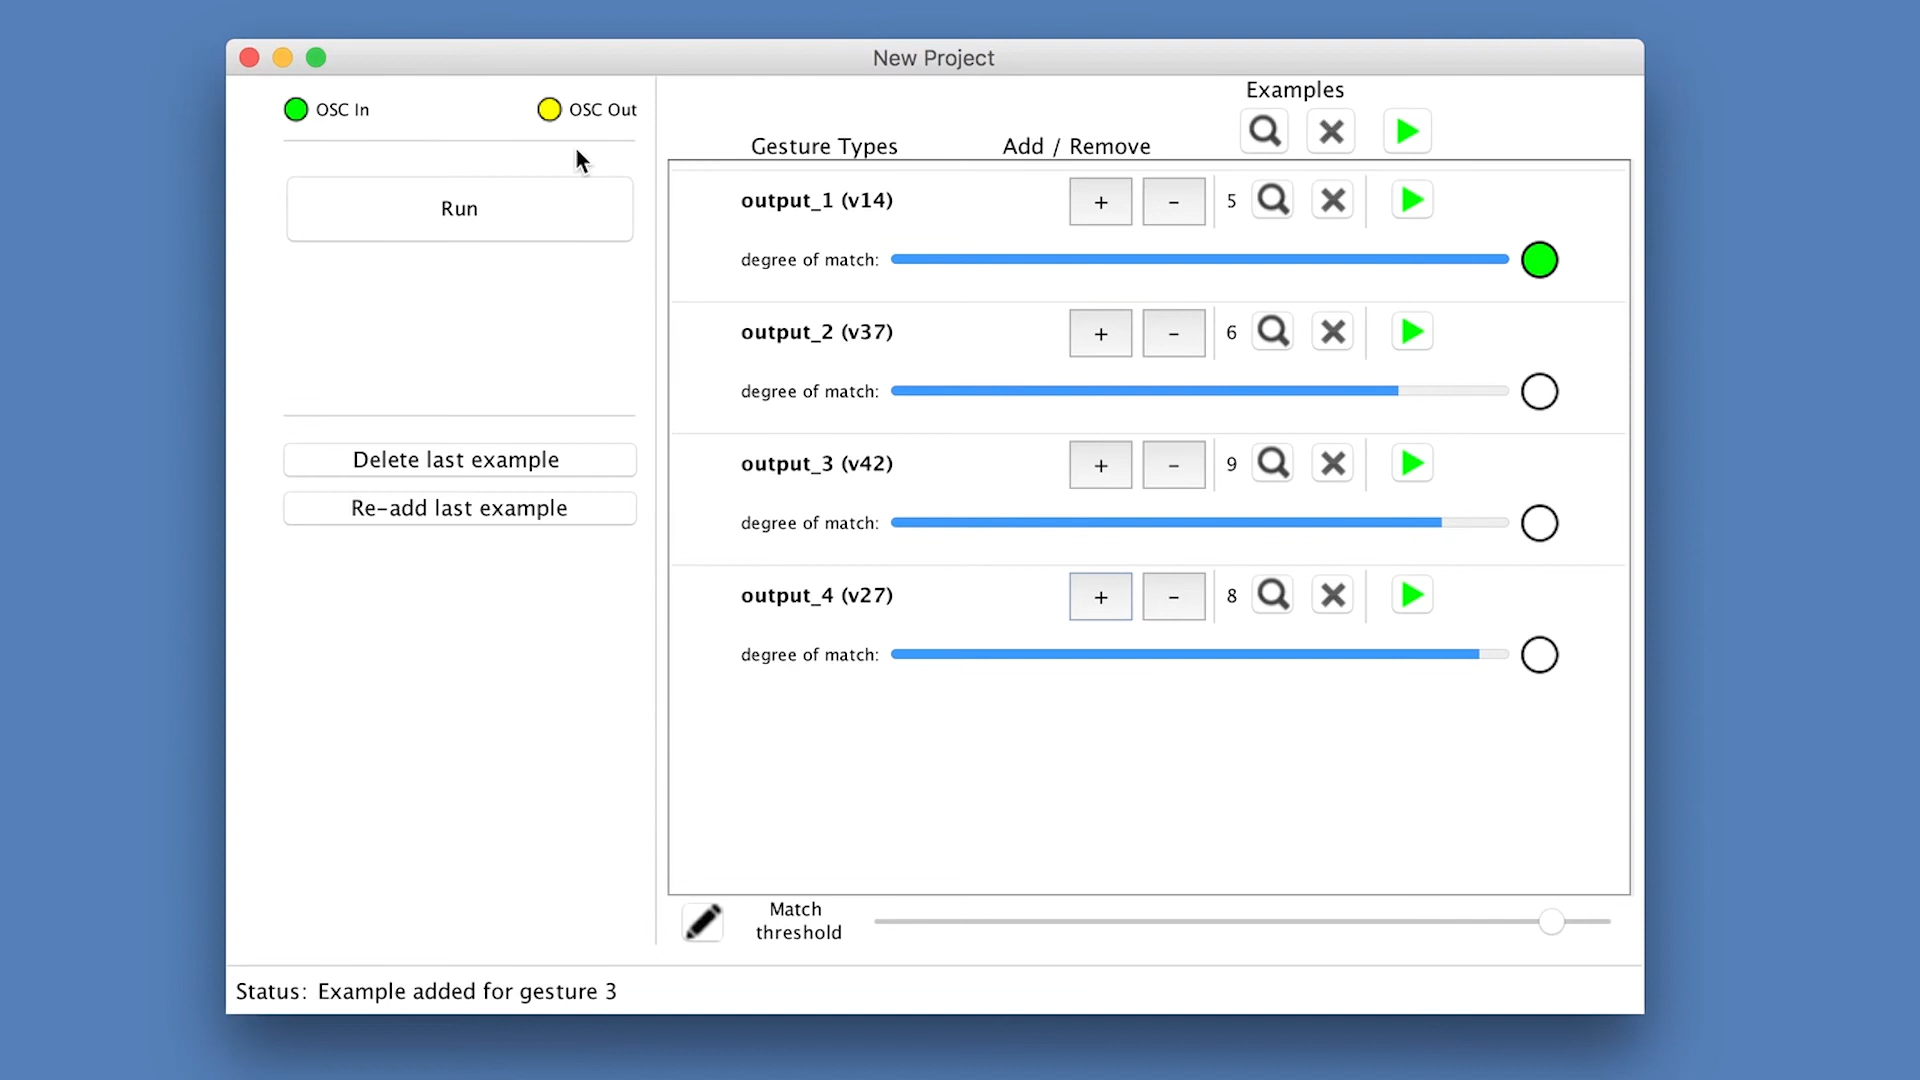 New Project
OSC In
OSC Out
Run
Delete last example
Re-add last example
Examples
Gesture Types
Add / Remove
output_1 (v14)
+
-
5
degree of match:
output_2 (v37)
+
-
6
degree of match:
output_3 (v42)
+
-
9
degree of match:
output_4 (v27)
+
-
8
degree of match:
Match
threshold
Status: Example added for gesture 3